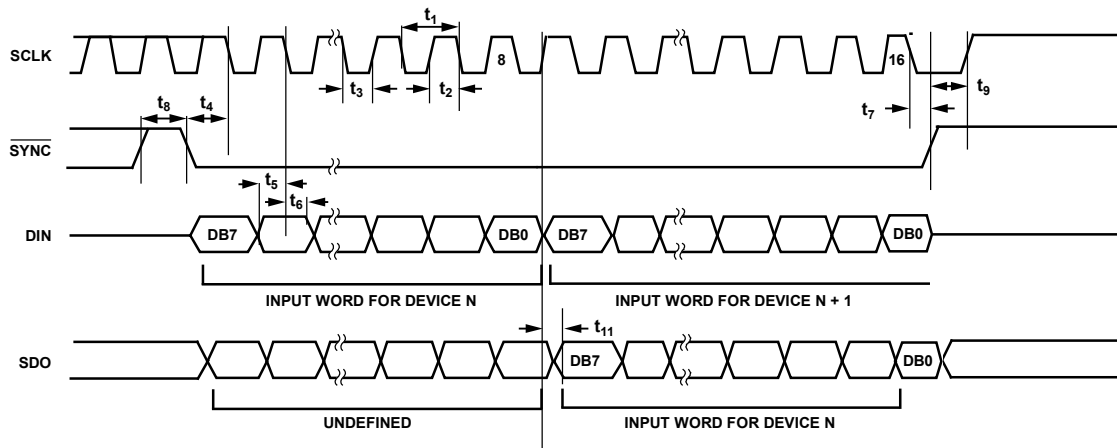 t1
SCLK
8
16
t3
t2
t9
t8
t4
t7
SYNC
t5
t6
DIN
DB7
DB0
DB7
DB0
INPUT WORD FOR DEVICE N
INPUT WORD FOR DEVICE N + 1
t11
SDO
DB7
DB0
UNDEFINED
INPUT WORD FOR DEVICE N